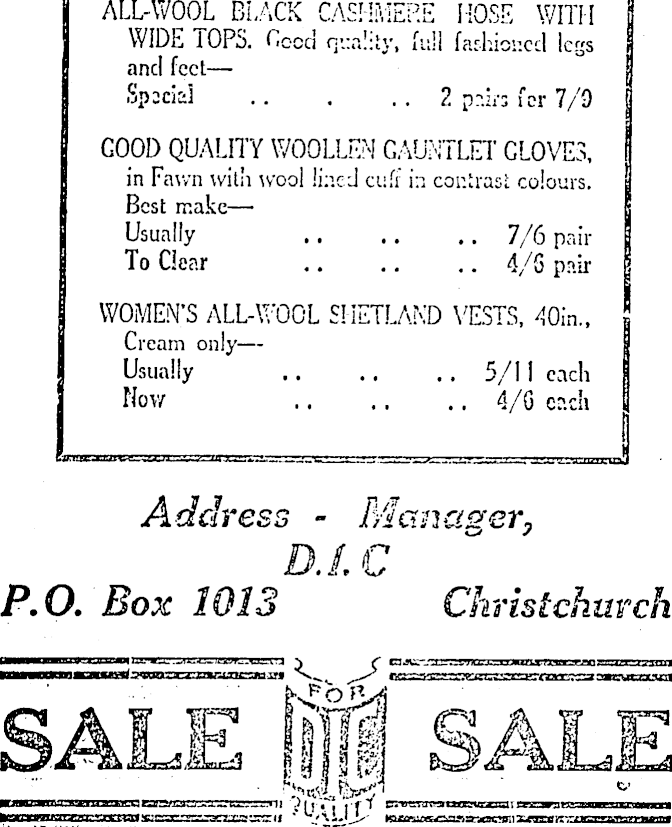 ALL-WOOL BLACK CASHMERE HOSE WITH
WIDE TOPS. Good quality, full fashioned legs
and feet—
Special .. . .. 2 pairs for 7/9
GOOD QUALITY WOOLLEN GAUNTLET GLOVES,
in Fawn with wool lined cuff in contrast colours.
Best make—
Usually .. .. .. 7/6 pair
To Clear .. .. .. 4/6 pair
WOMEN'S ALL-WOOL SHETLAND VESTS, 40in.,
Cream only—
Usually .. .. .. 5/11 each
Now .. .. .. 4/6 each
Address - Manager,
D.I.C
P.O. Box 1013 Christchurch
FOR
SALE DIC SALE
QUALITY